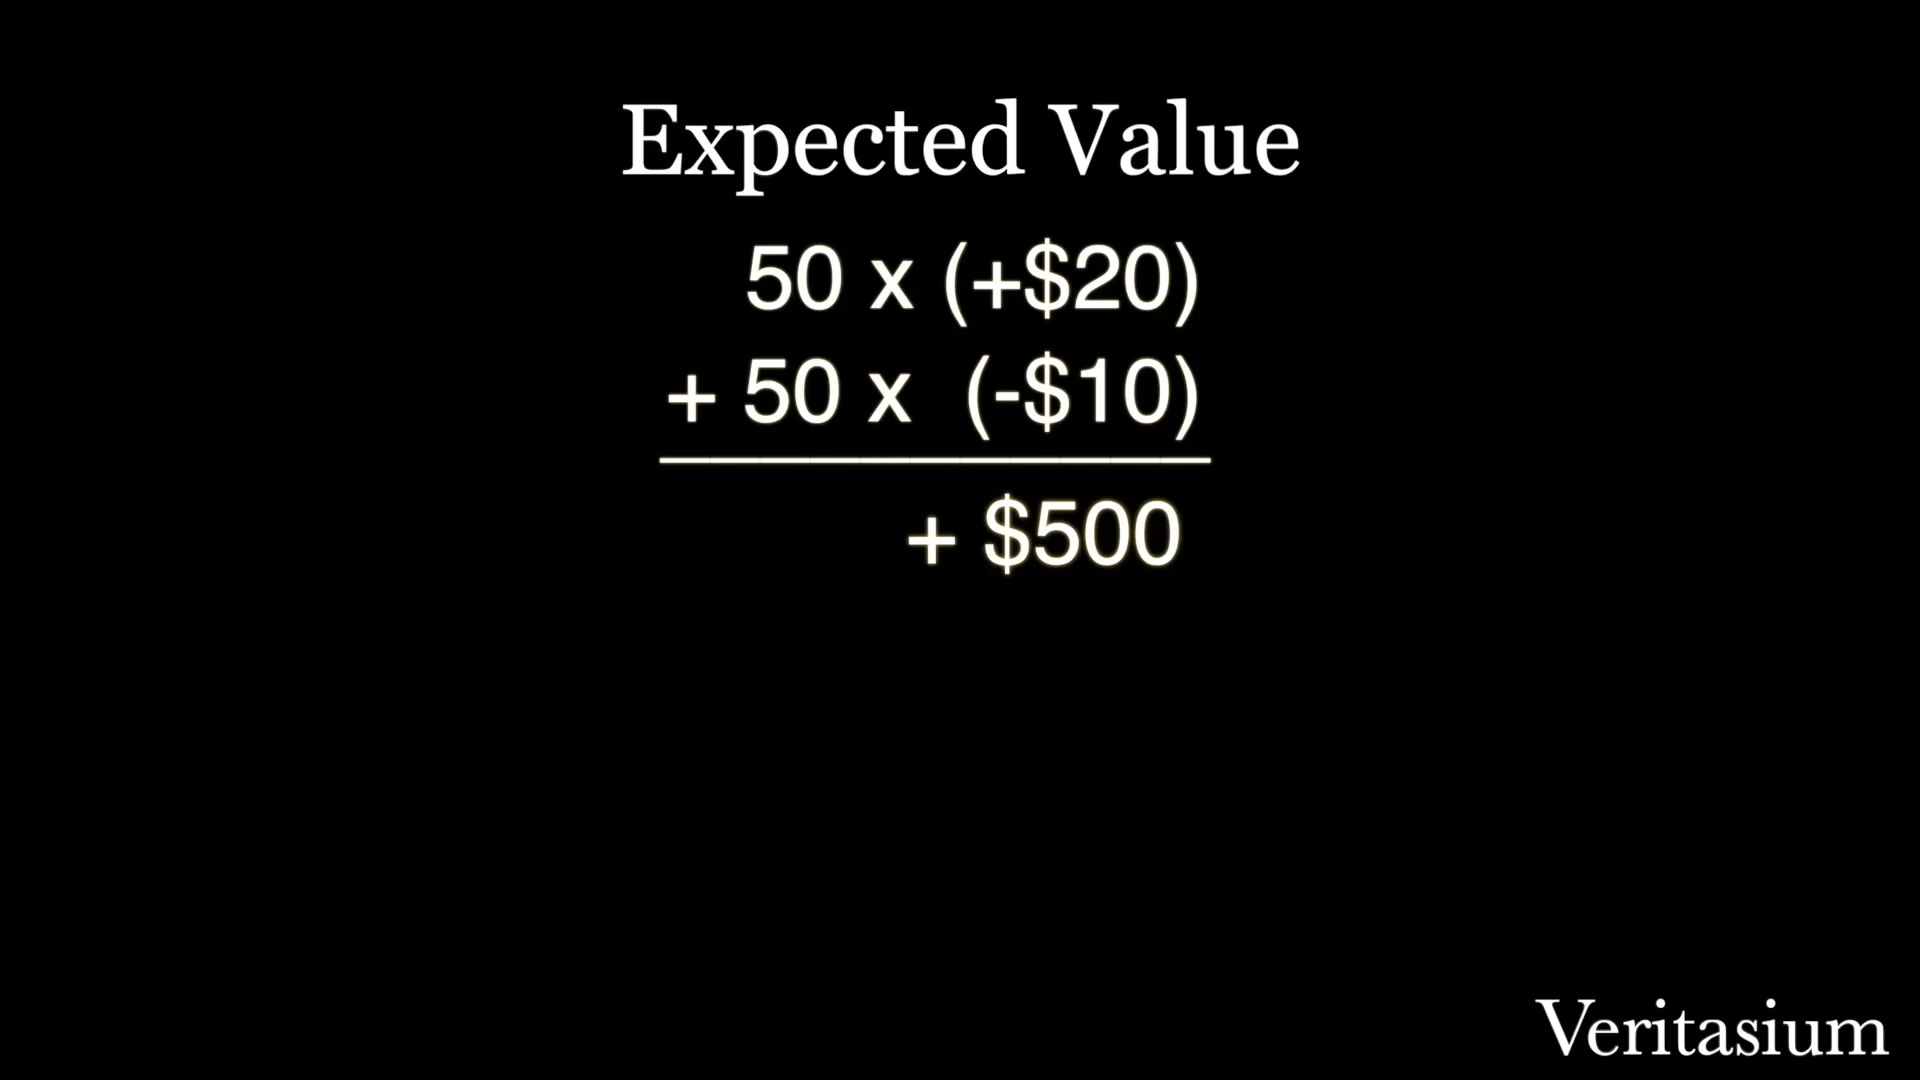 Expected Value
50 x (+$20)
+ 50 x (-$10)
+ $500
Veritasium